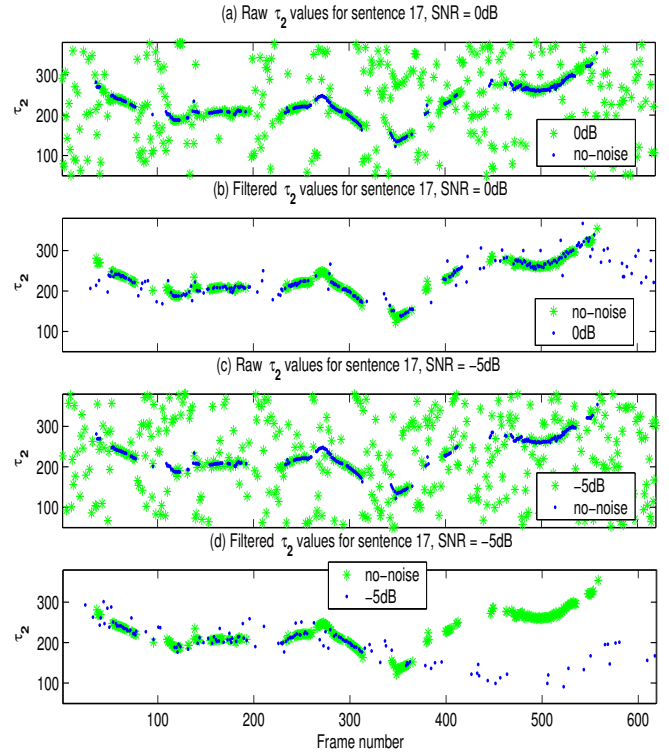 (a) Raw τ2 values for sentence 17, SNR = 0dB
300
200
100
τ2
0dB
no-noise
(b) Filtered τ2 values for sentence 17, SNR = 0dB
300
200
100
τ2
no-noise
0dB
(c) Raw τ2 values for sentence 17, SNR = -5dB
300
200
100
τ2
-5dB
no-noise
(d) Filtered τ2 values for sentence 17, SNR = -5dB
no-noise
-5dB
300
200
100
τ2
100 200 300 400 500 600
Frame number